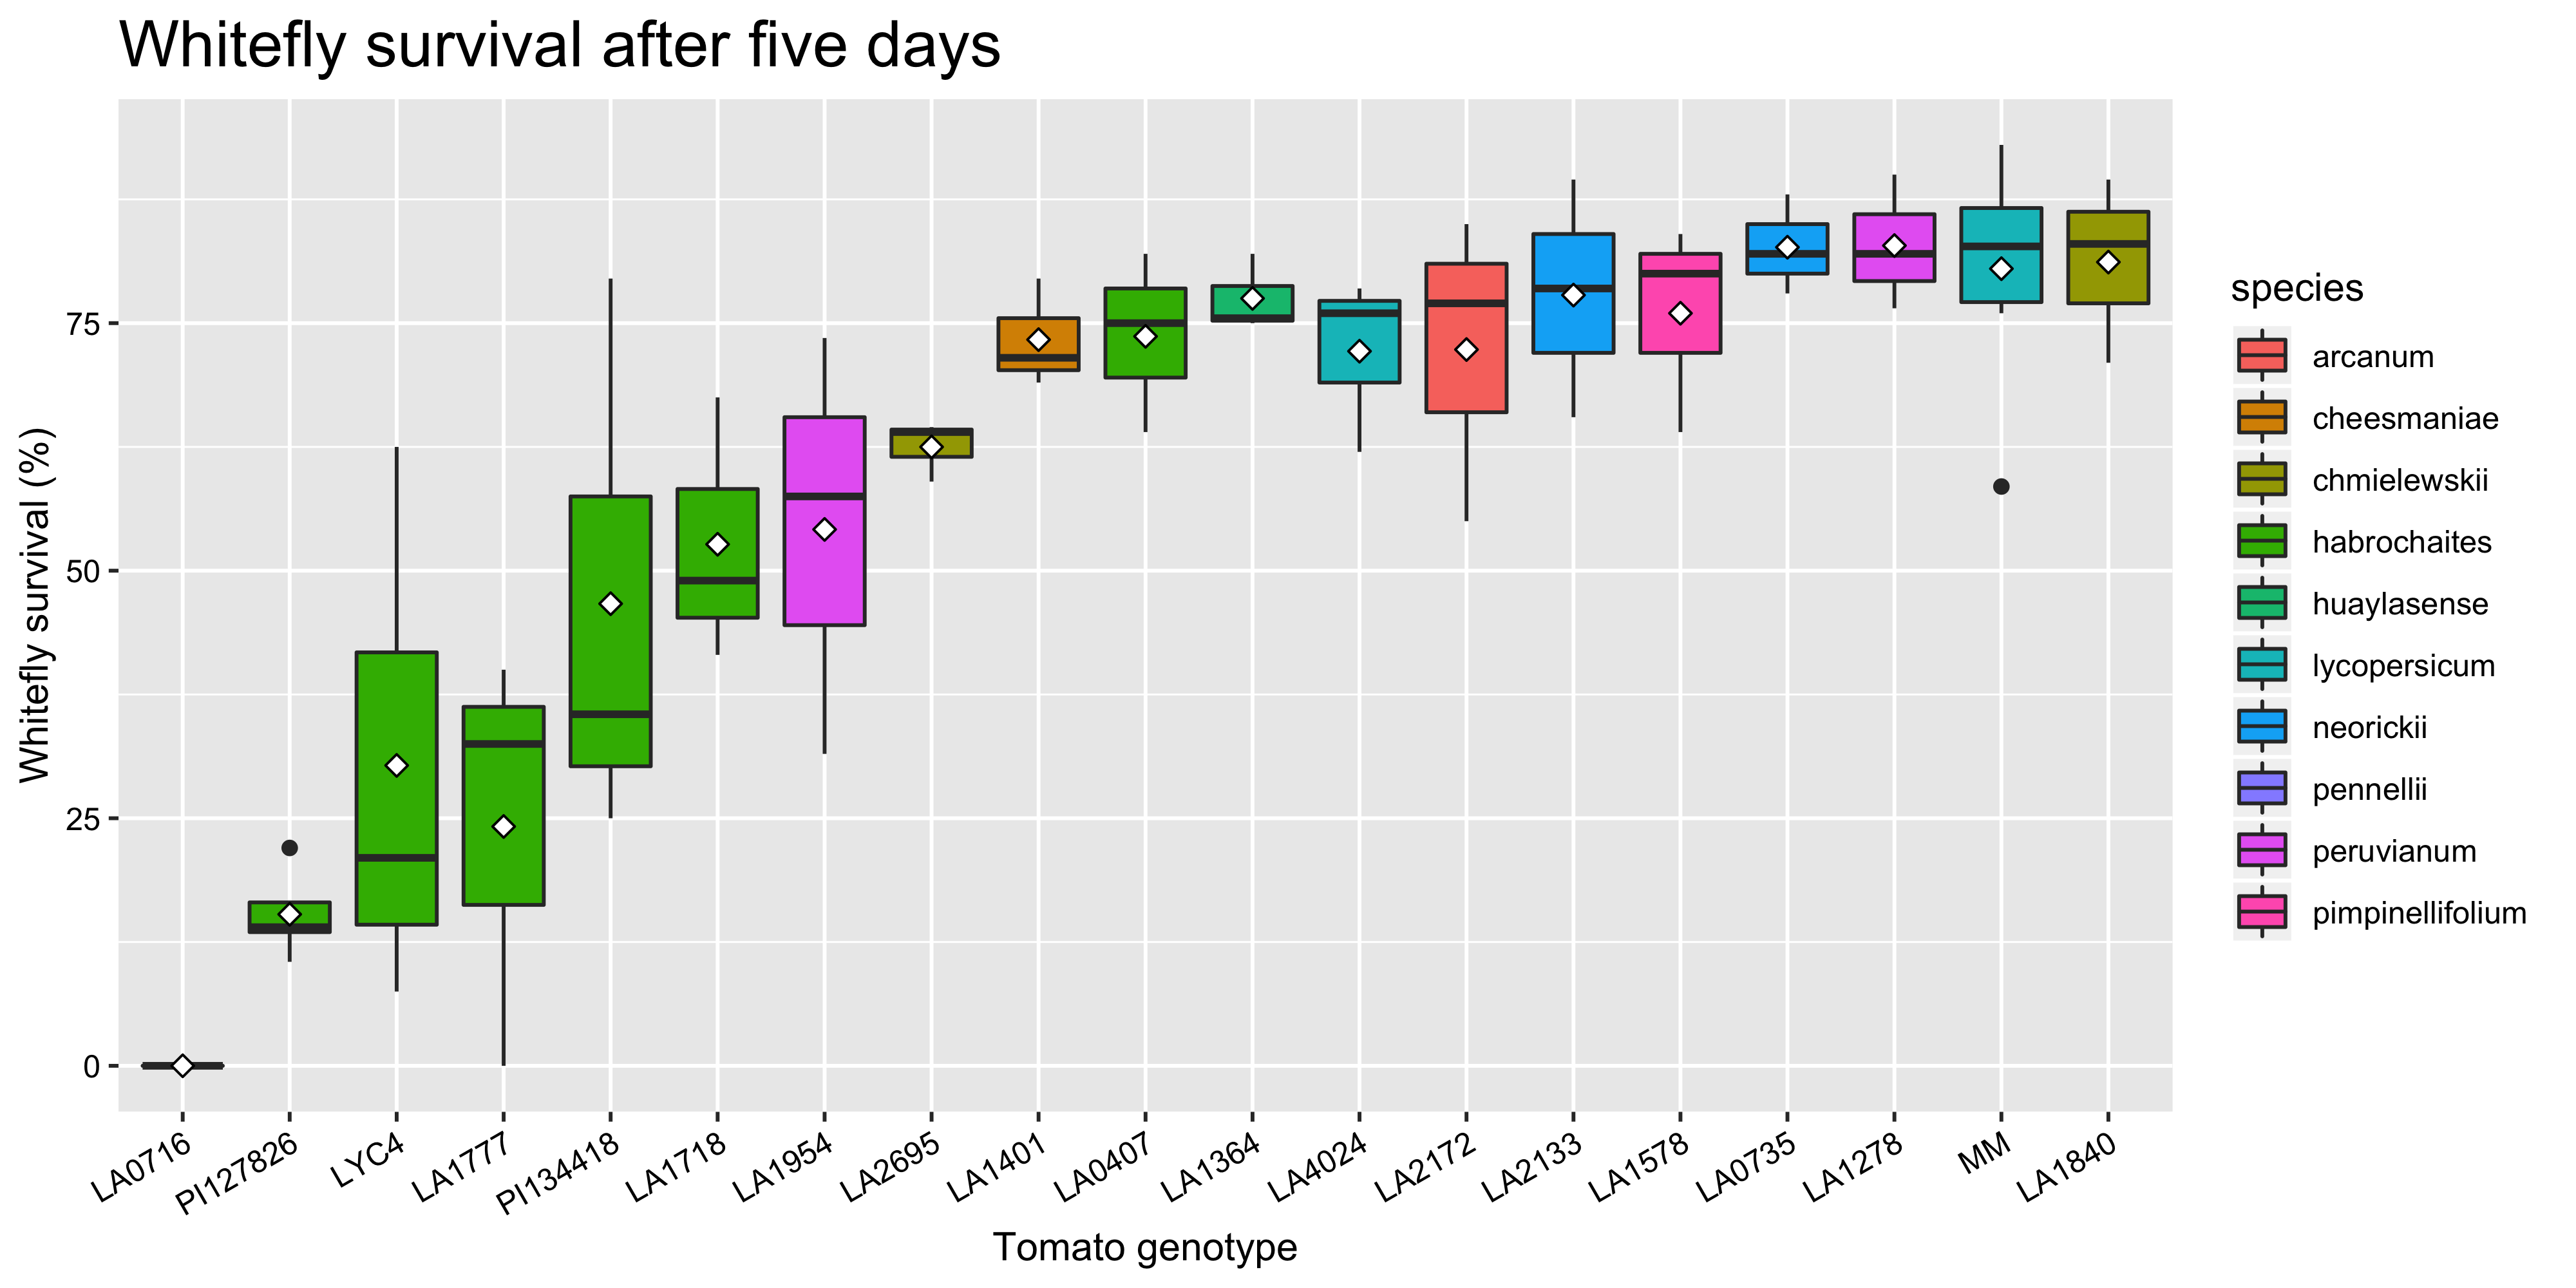 Whitefly survival after five days
Whitefly survival (%)
75
50
25
0
LA0716
PI127826
LYC4
LA1777
PI134418
LA1718
LA1954
LA2695
LA1401
LA0407
LA1364
LA4024
LA2172
LA2133
LA1578
LA0735
LA1278
MM
LA1840
Tomato genotype
species
arcanum
cheesmaniae
chmielewskii
habrochaites
huaylasense
lycopersicum
neorickii
pennellii
peruvianum
pimpinellifolium